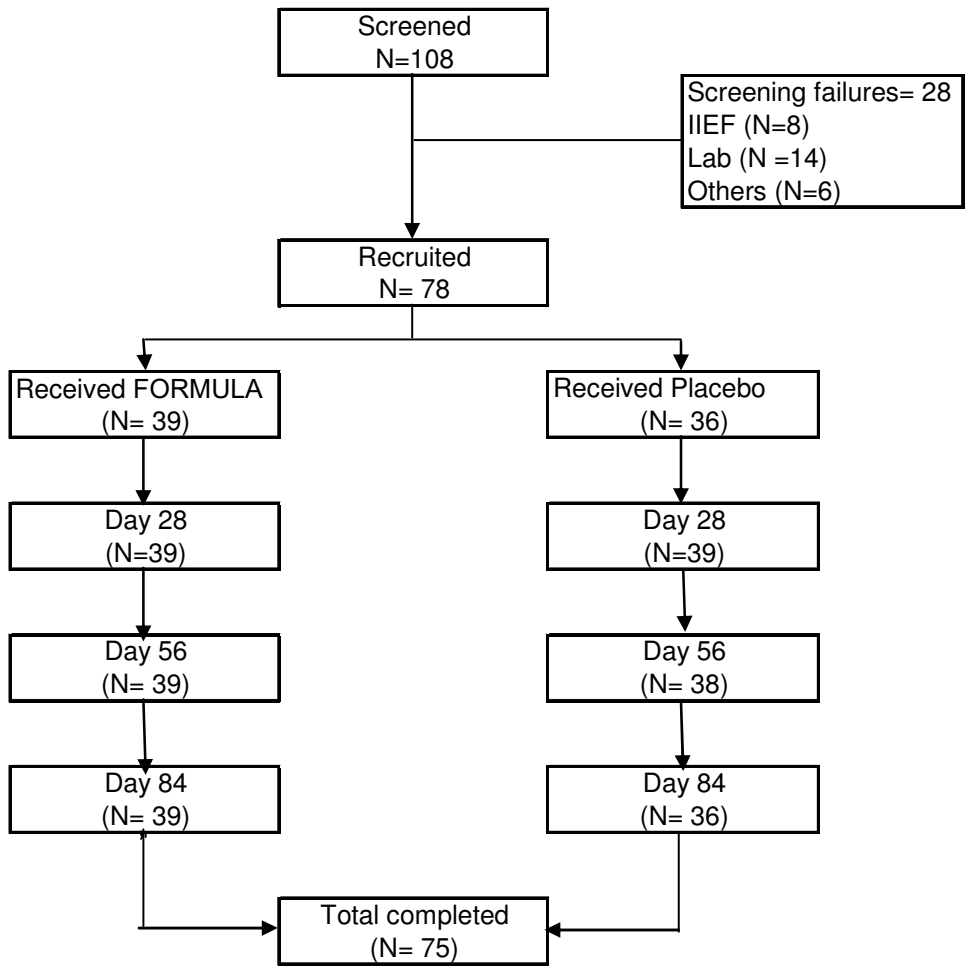 Screened
N=108
Screening failures= 28
IIEF (N=8)
Lab (N =14)
Others (N=6)
Recruited
N= 78
Received FORMULA
(N= 39)
Received Placebo
(N= 36)
Day 28
(N=39)
Day 28
(N=39)
Day 56
(N= 39)
Day 56
(N= 38)
Day 84
(N= 39)
Day 84
(N= 36)
Total completed
(N= 75)